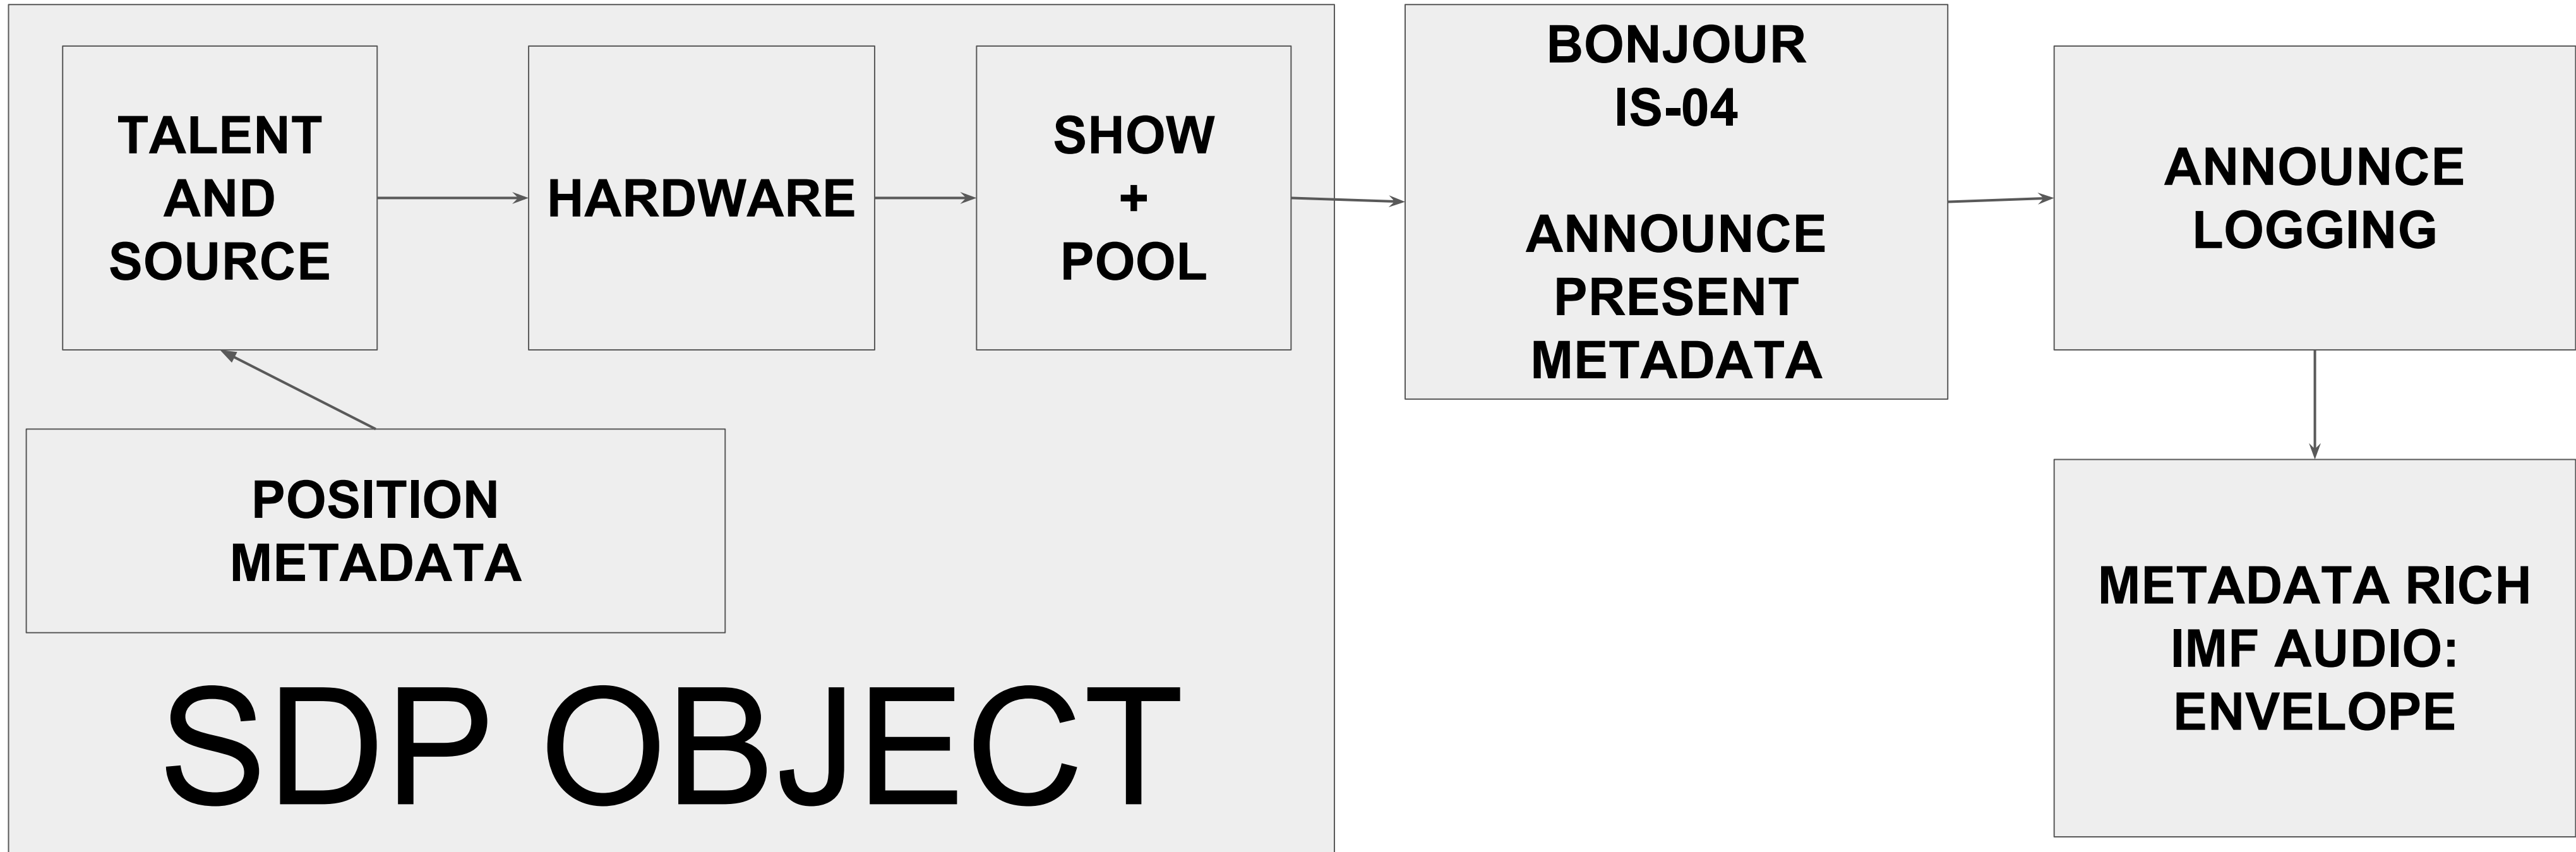 TALENT
AND
SOURCE
HARDWARE
SHOW
+
POOL
POSITION
METADATA
SDP OBJECT
BONJOUR
IS-04
ANNOUNCE
PRESENT
METADATA
ANNOUNCE
LOGGING
METADATA RICH
IMF AUDIO:
ENVELOPE